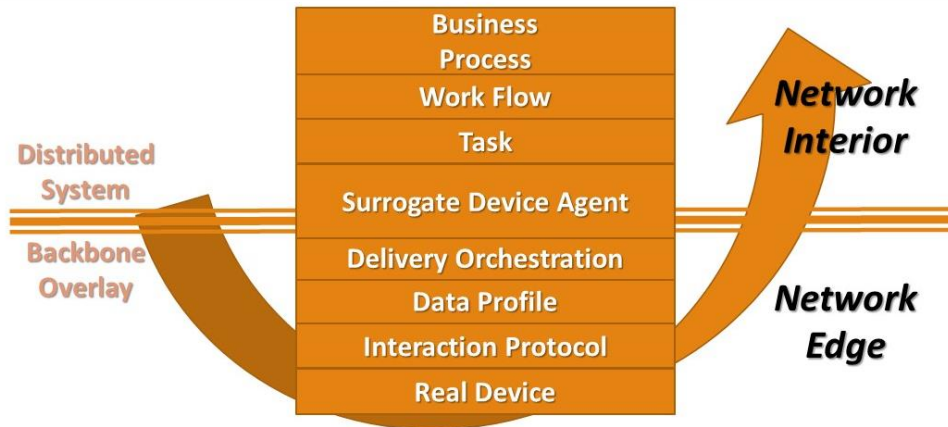 Business
Process
Work Flow
Task
Surrogate Device Agent
Delivery Orchestration
Data Profile
Interaction Protocol
Real Device
Distributed
System
Backbone
Overlay
Network
Interior
Network
Edge